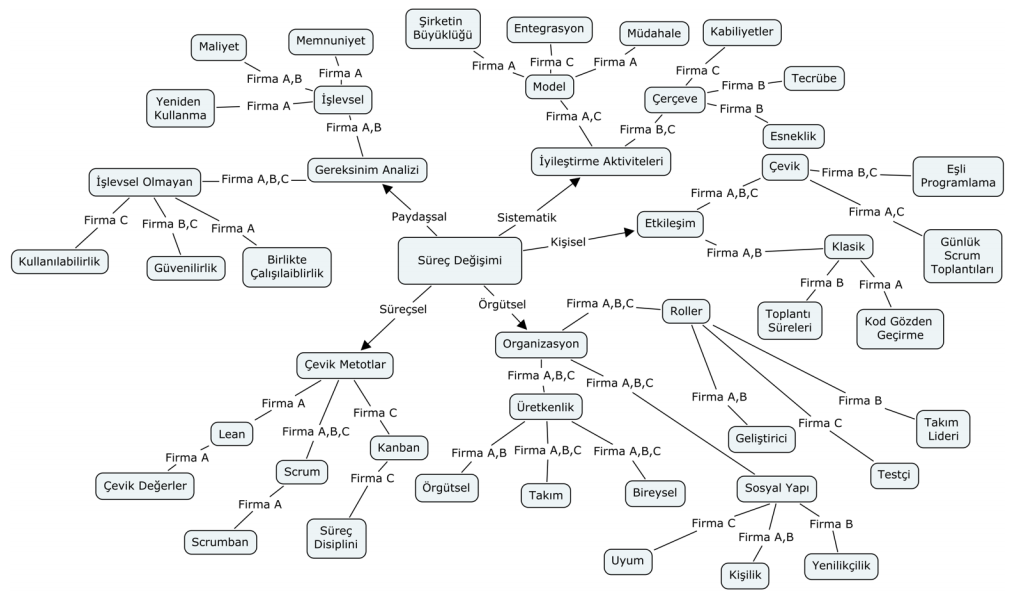 Şirketin
Büyüklüğü
Entegrasyon
Müdahale
Kabiliyetler
Maliyet
Memnuniyet
Firma A,B
Firma A
Firma A
Firma C
Firma A
Firma C
Tecrübe
Firma B
Yeniden
Kullanma
Firma A
İşlevsel
Model
Çerçeve
Firma B
Esneklik
Firma A,B
Firma A,C
Firma B,C
Gereksinim Analizi
İyileştirme Aktiviteleri
Çevik
Firma B,C
Eşli
Programlama
İşlevsel Olmayan
Firma A,B,C
Firma A,B,C
Firma A,C
Firma C
Firma B,C
Firma A
Paydaşsal
Sistematik
Kişisel
Etkileşim
Firma A,B
Klasik
Günlük
Scrum
Toplantıları
Kullanılabilirlik
Güvenilirlik
Birlikte
Çalışılaiblirlik
Süreç Değişimi
Firma B
Firma A
Süreçsel
Örgütsel
Firma A,B,C
Roller
Toplantı
Süreleri
Kod Gözden
Geçirme
Çevik Metotlar
Organizasyon
Firma A,B,C
Firma A,B,C
Firma A
Firma C
Üretkenlik
Firma A,B
Firma B
Firma A,B,C
Firma C
Lean
Kanban
Geliştirici
Takım
Lideri
Firma A
Firma C
Firma A,B
Firma A,B,C
Firma A,B,C
Testçi
Çevik Değerler
Scrum
Örgütsel
Takım
Bireysel
Sosyal Yapı
Firma A
Firma C
Firma A,B
Firma B
Scrumban
Süreç
Disiplini
Uyum
Kişilik
Yenilikçilik